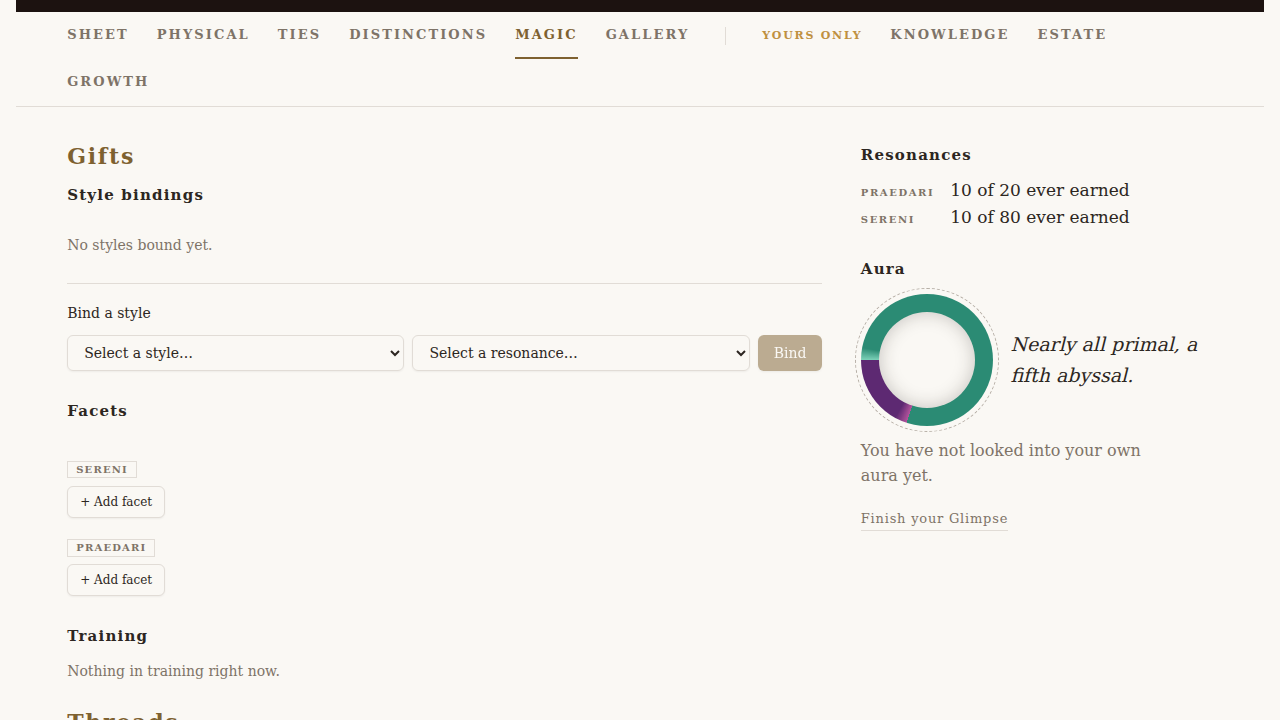 SHEET PHYSICAL TIES DISTINCTIONS MAGIC GALLERY YOURS ONLY KNOWLEDGE ESTATE
GROWTH
Gifts
Style bindings
No styles bound yet.
Bind a style
Select a style... Select a resonance... Bind
Facets
SERENI
+ Add facet
PRAEDARI
+ Add facet
Training
Nothing in training right now.
Threads
Resonances
PRAEDARI 10 of 20 ever earned
SERENI 10 of 80 ever earned
Aura
Nearly all primal, a
fifth abyssal.
You have not looked into your own
aura yet.
Finish your Glimpse